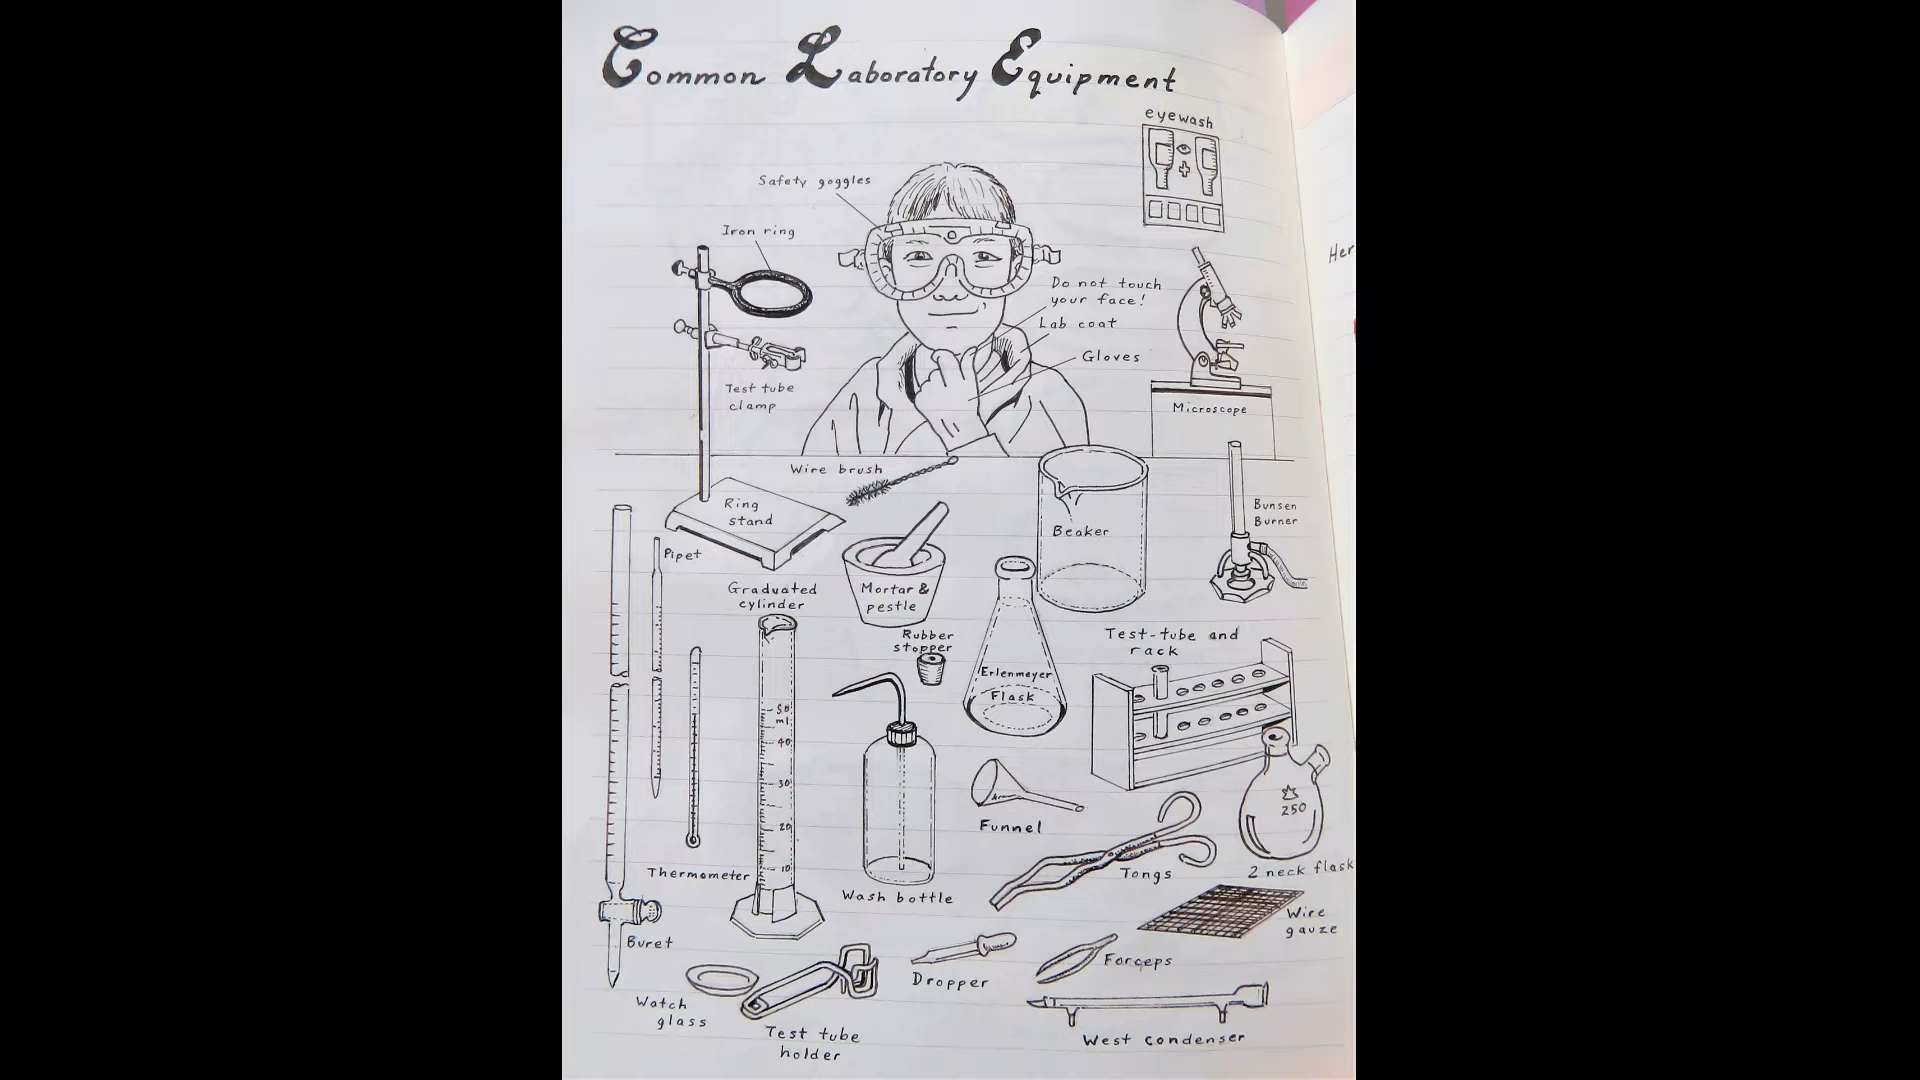 Common Laboratory Equipment
eyewash
Safety goggles
Iron ring
Her
Do not touch
your face!
Lab coat
Gloves
Test tube
clamp
Microscope
Wire brush
Ring
stand
Beaker
Bunsen
Burner
Pipet
Graduated
cylinder
Mortar &
pestle
Rubber
stopper
Test-tube and
rack
Erlenmeyer
Flask
50
ml
40
30
20
10
250
Funnel
Thermometer
Tongs
2 neck flask
Wash bottle
Wire
gauze
Buret
Forceps
Dropper
Watch
glass
Test tube
holder
West condenser